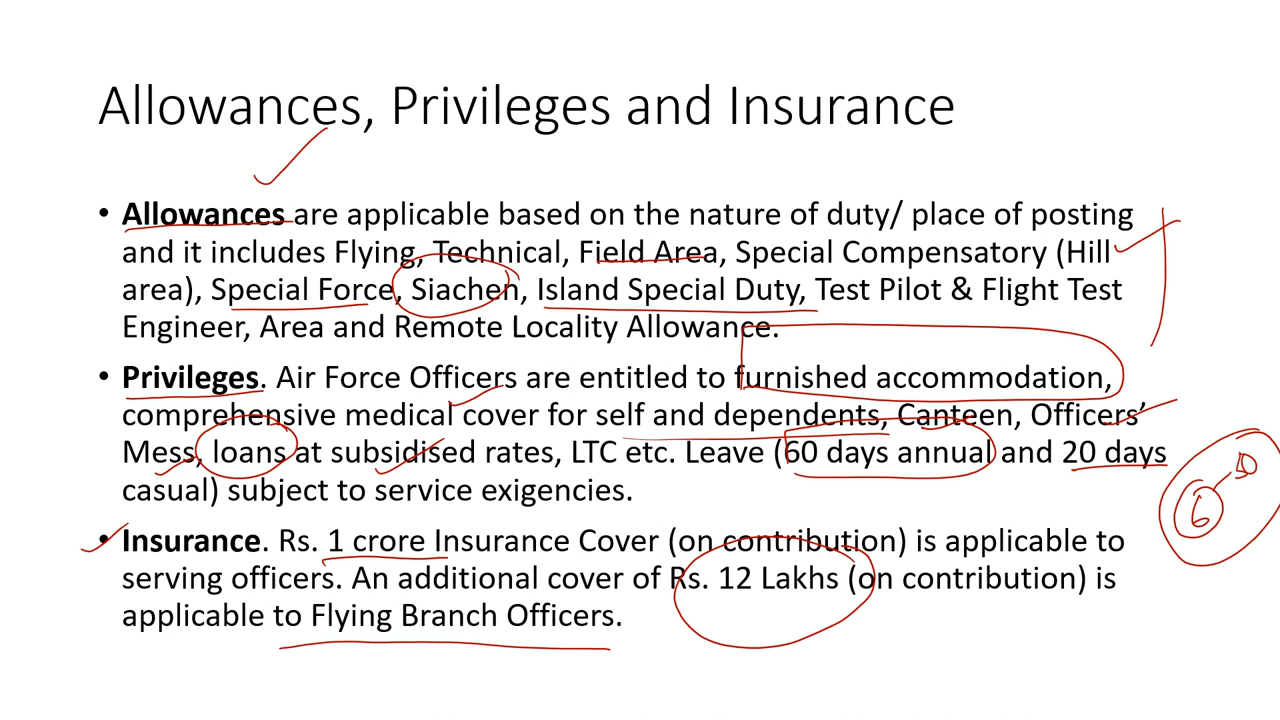 Allowances, Privileges and Insurance
• Allowances are applicable based on the nature of duty/ place of posting
and it includes Flying, Technical, Field Area, Special Compensatory (Hill
area), Special Force, Siachen, Island Special Duty, Test Pilot & Flight Test
Engineer, Area and Remote Locality Allowance.
• Privileges. Air Force Officers are entitled to furnished accommodation,
comprehensive medical cover for self and dependents, Canteen, Officers’
Mess, loans at subsidised rates, LTC etc. Leave (60 days annual and 20 days
casual) subject to service exigencies.
• Insurance. Rs. 1 crore Insurance Cover (on contribution) is applicable to
serving officers. An additional cover of Rs. 12 Lakhs (on contribution) is
applicable to Flying Branch Officers.